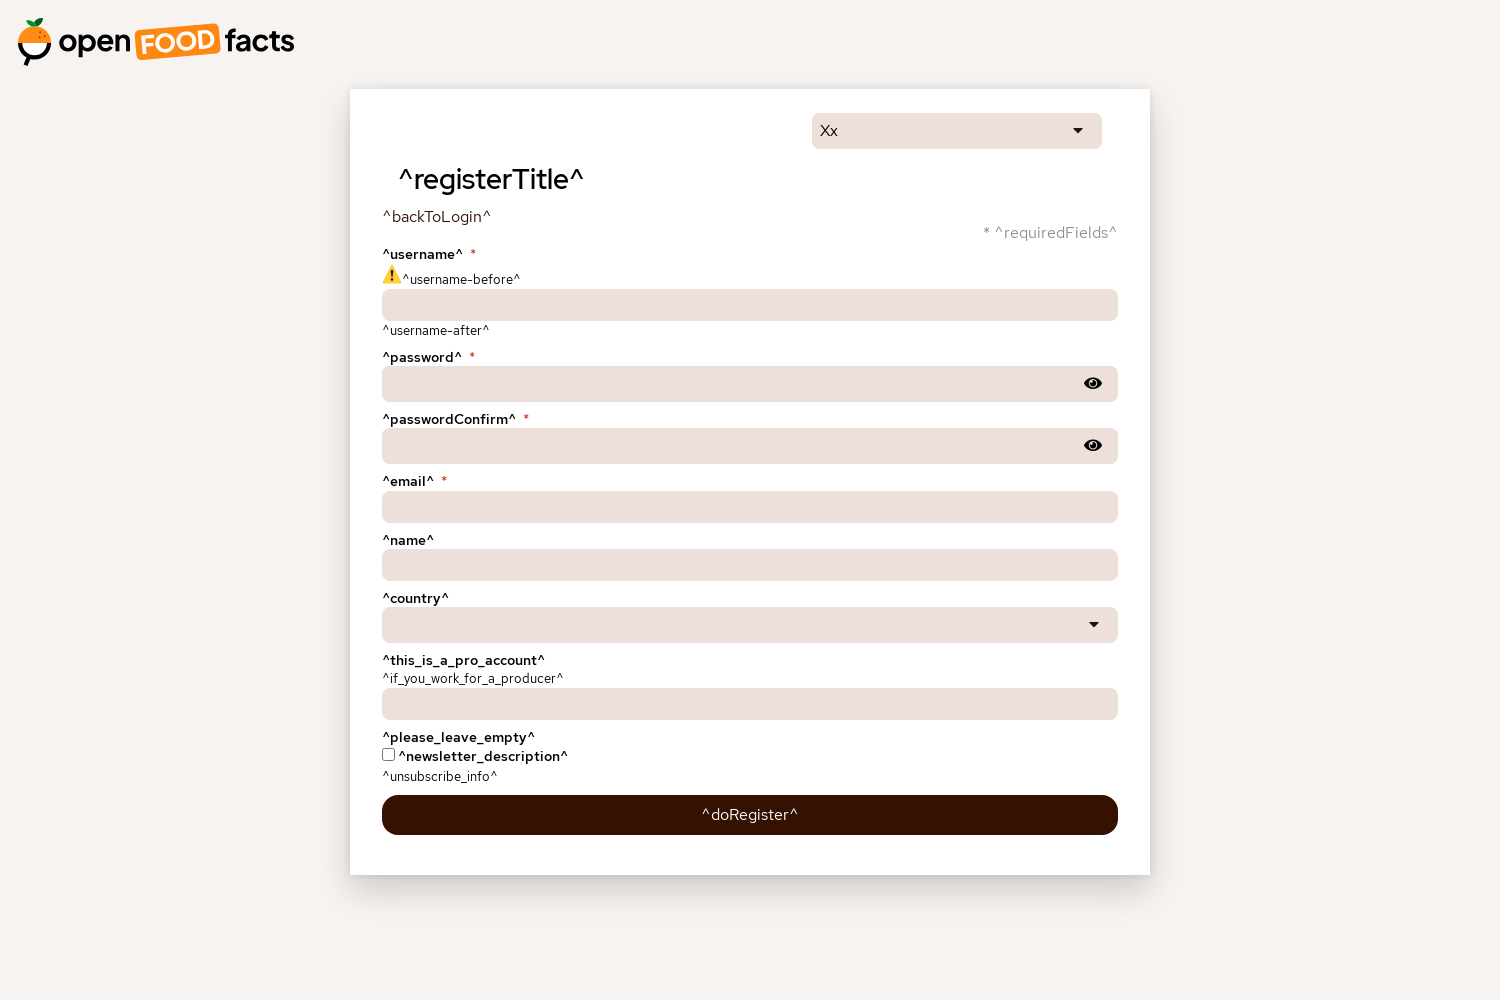 open FOOD facts
Xx
^registerTitle^
^backToLogin^
* ^requiredFields^
^username^ *
^username-before^
^username-after^
^password^ *
^passwordConfirm^ *
^email^ *
^name^
^country^
^this_is_a_pro_account^
^if_you_work_for_a_producer^
^please_leave_empty^
^newsletter_description^
^unsubscribe_info^
^doRegister^